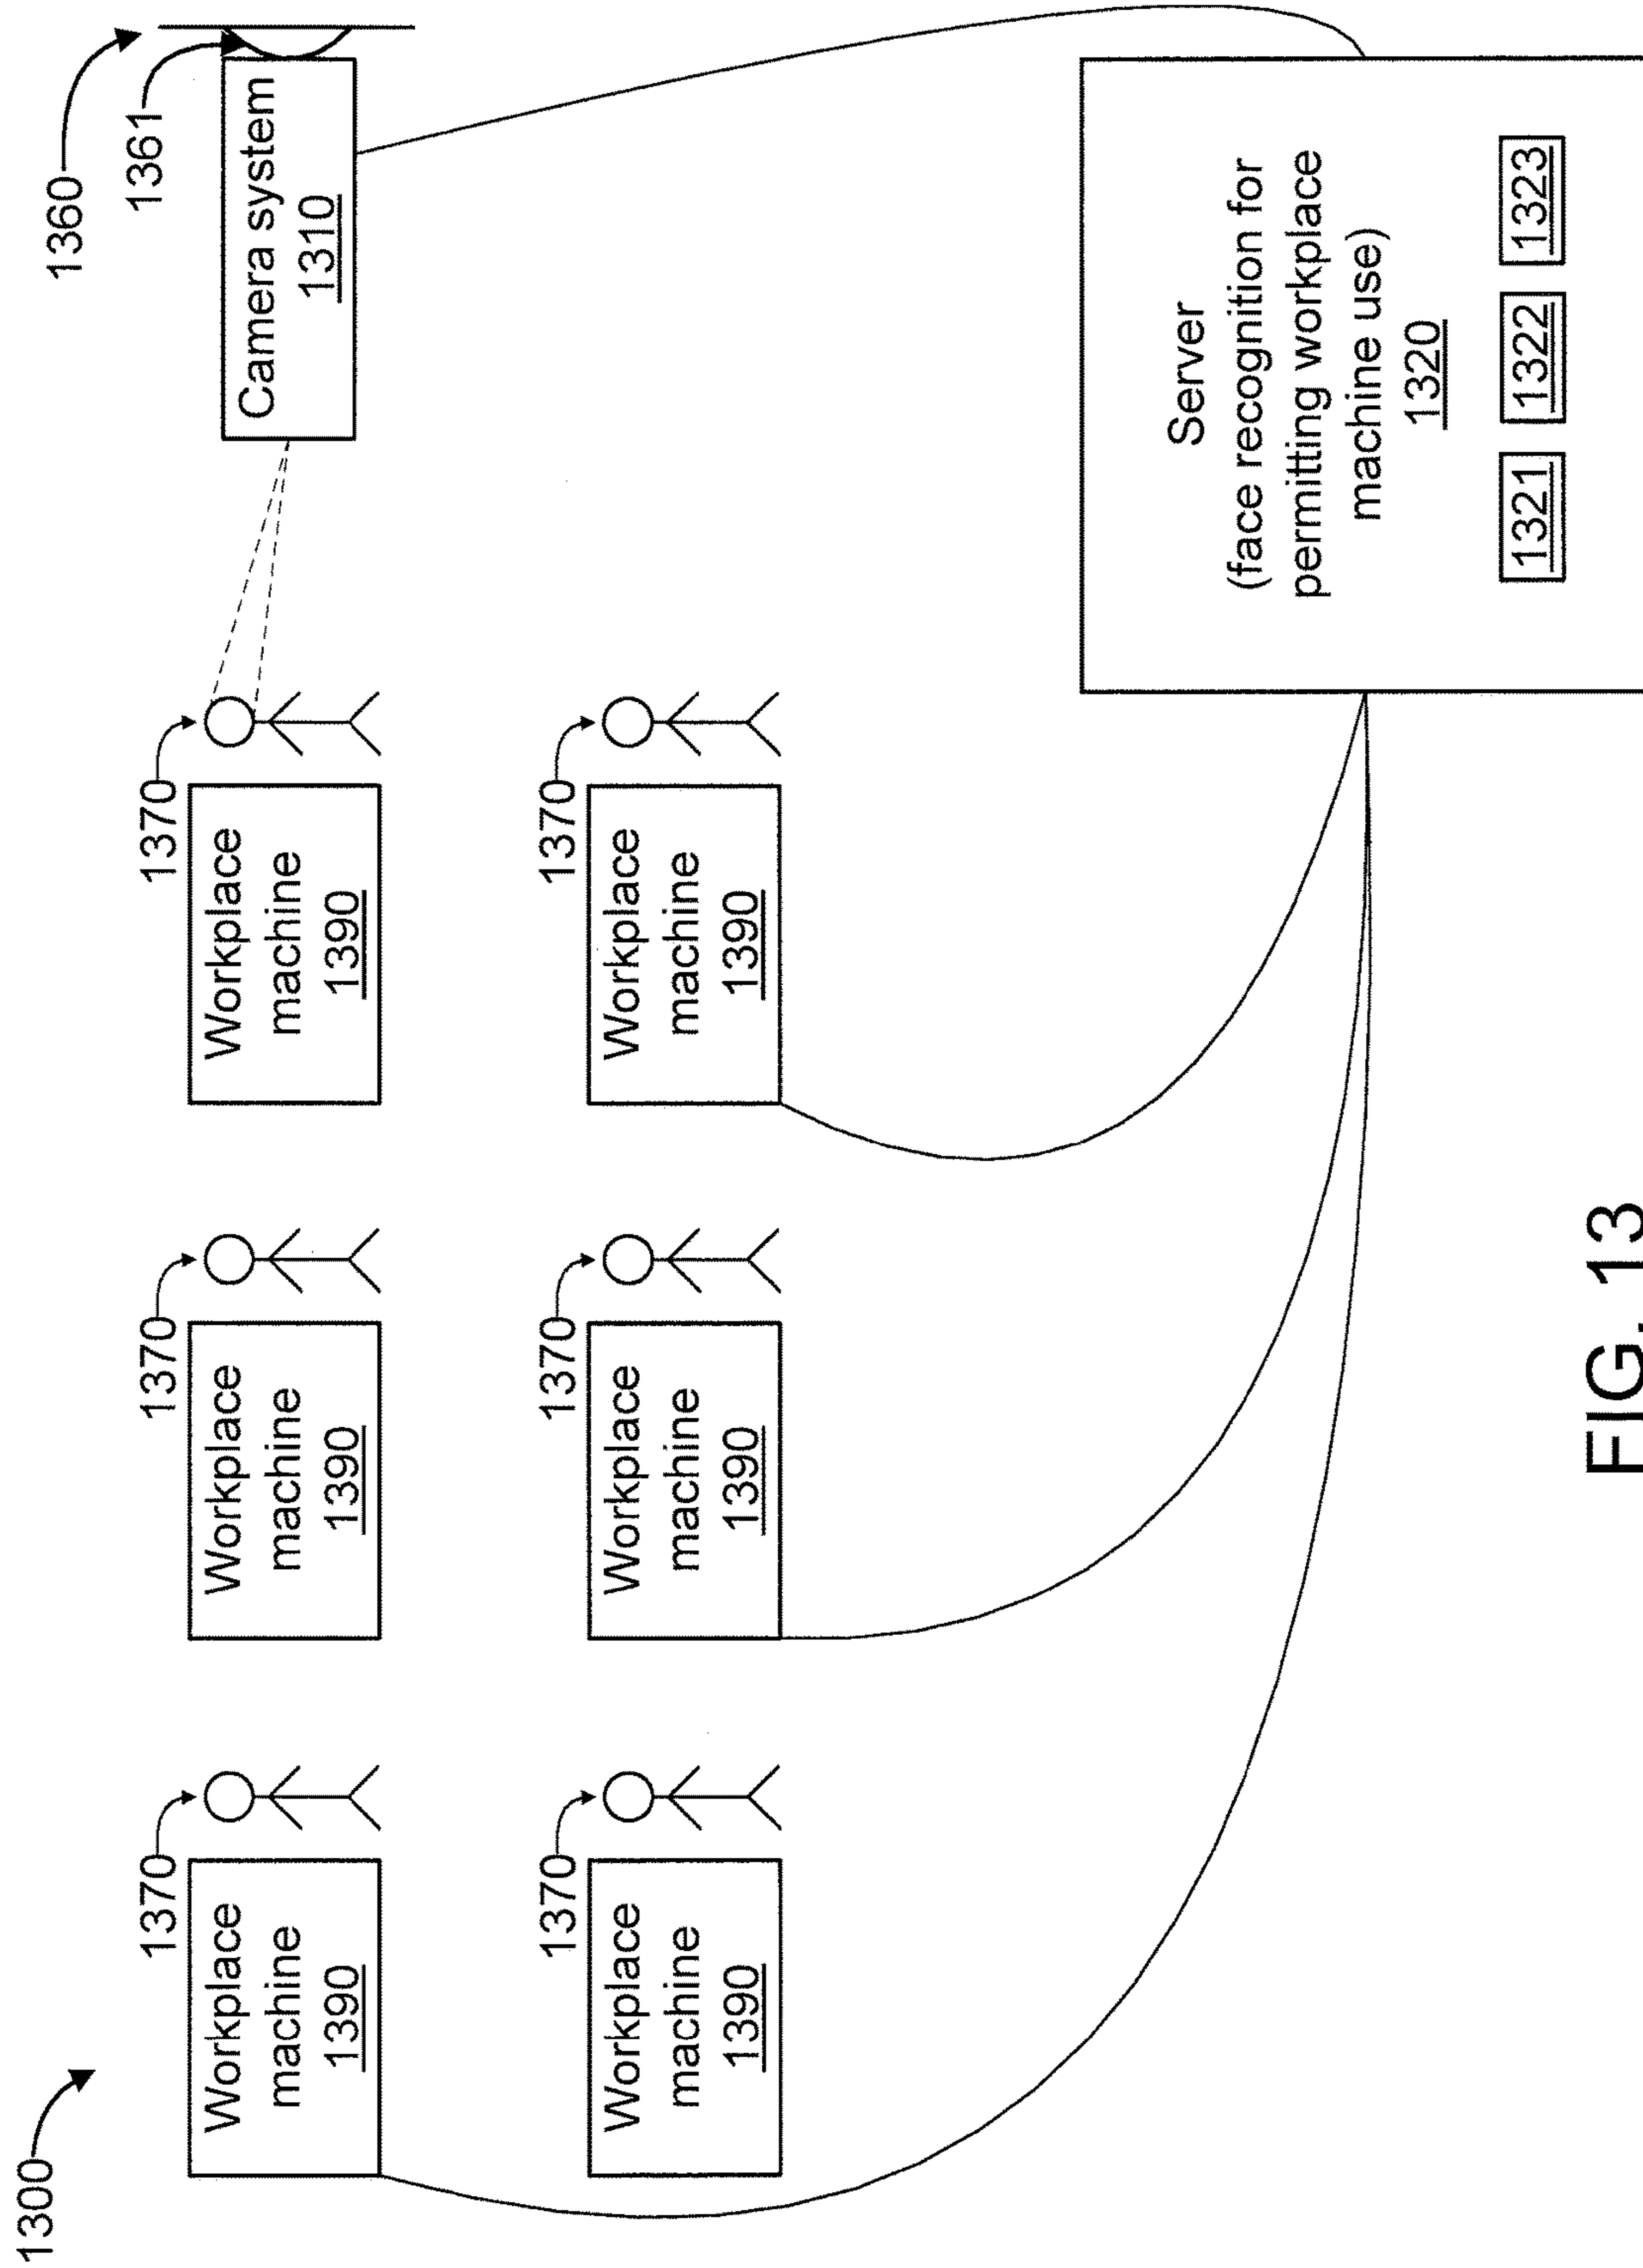 1300
1370
1370
1370
1360
1361
Workplace
machine
1390
Workplace
machine
1390
Workplace
machine
1390
Camera system
1310
1370
1370
1370
Workplace
machine
1390
Workplace
machine
1390
Workplace
machine
1390
Server
(face recognition for
permitting workplace
machine use)
1320
1321
1322
1323
FIG. 13